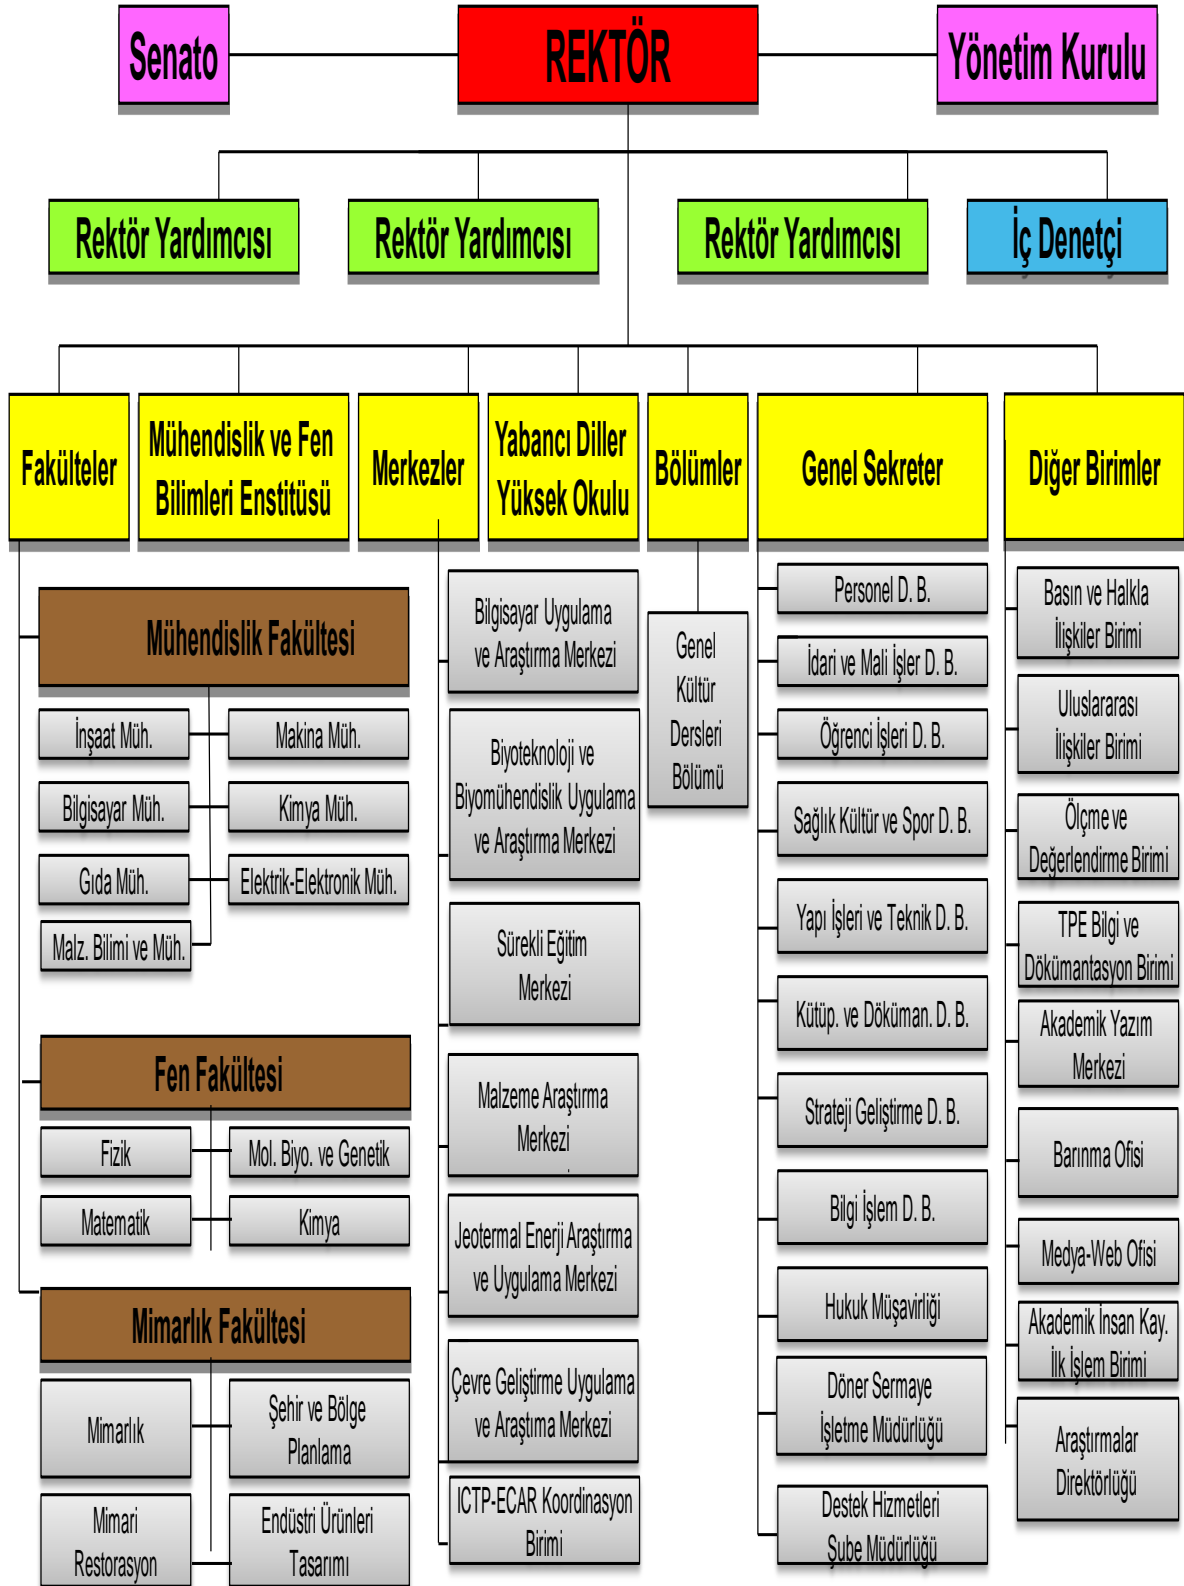 Senato
REKTÖR
Yönetim Kurulu
Rektör Yardımcısı
Rektör Yardımcısı
Rektör Yardımcısı
İç Denetçi
Fakülteler
Mühendislik ve Fen
Bilimleri Enstitüsü
Merkezler
Yabancı Diller
Yüksek Okulu
Bölümler
Genel Sekreter
Diğer Birimler
Mühendislik Fakültesi
İnşaat Müh.
Makina Müh.
Bilgisayar Müh.
Kimya Müh.
Gıda Müh.
Elektrik-Elektronik Müh.
Malz. Bilimi ve Müh.
Fen Fakültesi
Fizik
Mol. Biyo. ve Genetik
Matematik
Kimya
Mimarlık Fakültesi
Mimarlık
Şehir ve Bölge
Planlama
Mimari
Restorasyon
Endüstri Ürünleri
Tasarımı
Bilgisayar Uygulama
ve Araştırma Merkezi
Biyoteknoloji ve
Biyomühendislik Uygulama
ve Araştırma Merkezi
Sürekli Eğitim
Merkezi
Malzeme Araştırma
Merkezi
Jeotermal Enerji Araştırma
ve Uygulama Merkezi
Çevre Geliştirme Uygulama
ve Araştıma Merkezi
ICTP-ECAR Koordinasyon
Birimi
Genel
Kültür
Dersleri
Bölümü
Personel D. B.
İdari ve Mali İşler D. B.
Öğrenci İşleri D. B.
Sağlık Kültür ve Spor D. B.
Yapı İşleri ve Teknik D. B.
Kütüp. ve Döküman. D. B.
Strateji Geliştirme D. B.
Bilgi İşlem D. B.
Hukuk Müşavirliği
Döner Sermaye
İşletme Müdürlüğü
Destek Hizmetleri
Şube Müdürlüğü
Basın ve Halkla
İlişkiler Birimi
Uluslararası
İlişkiler Birimi
Ölçme ve
Değerlendirme Birimi
TPE Bilgi ve
Dökümantasyon Birimi
Akademik Yazım
Merkezi
Barınma Ofisi
Medya-Web Ofisi
Akademik İnsan Kay.
İlk İşlem Birimi
Araştırmalar
Direktörlüğü